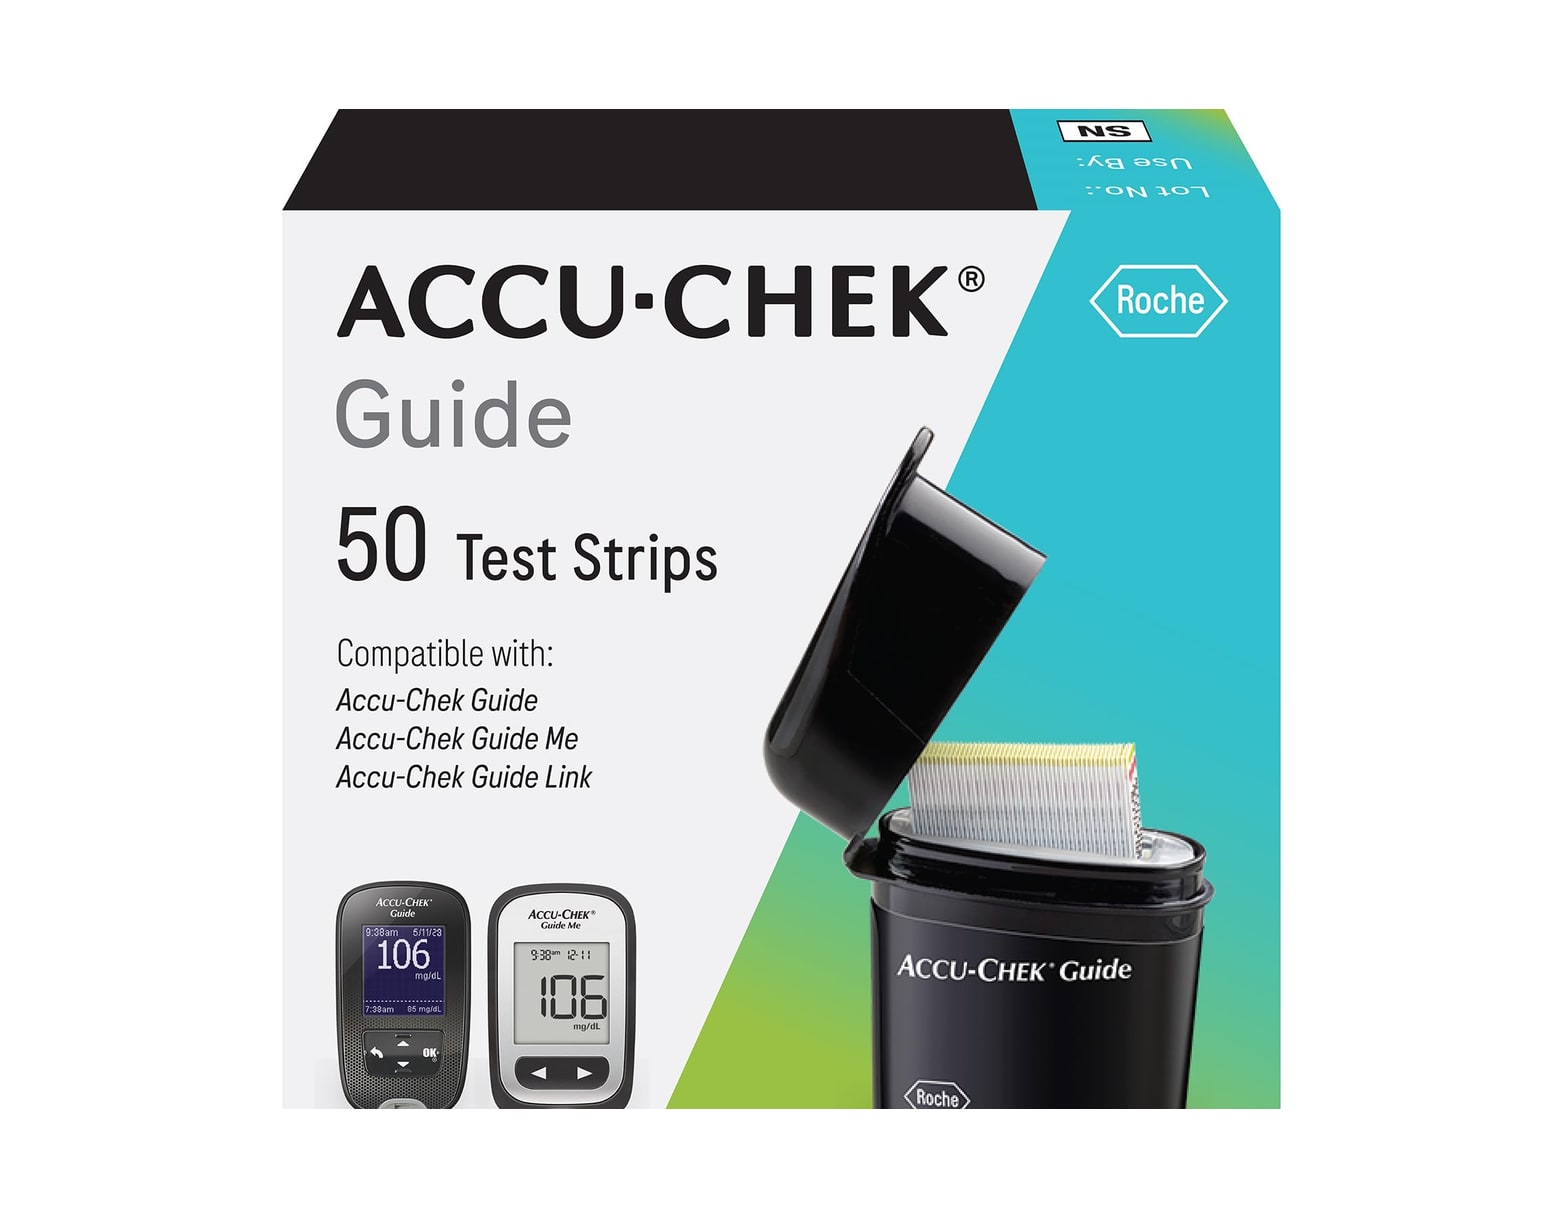 NS
Use By:
Lot No.:
ACCU·CHEK®
Roche
Guide
50 Test Strips
Compatible with:
Accu-Chek Guide
Accu-Chek Guide Me
Accu-Chek Guide Link
ACCU-CHEK®
Guide
9:38am 5/11/23
106
mg/dL
7:38am 85 mg/dL
OK
ACCU-CHEK®
Guide Me
9:38am 12-11
106
mg/dL
ACCU-CHEK® Guide
Roche